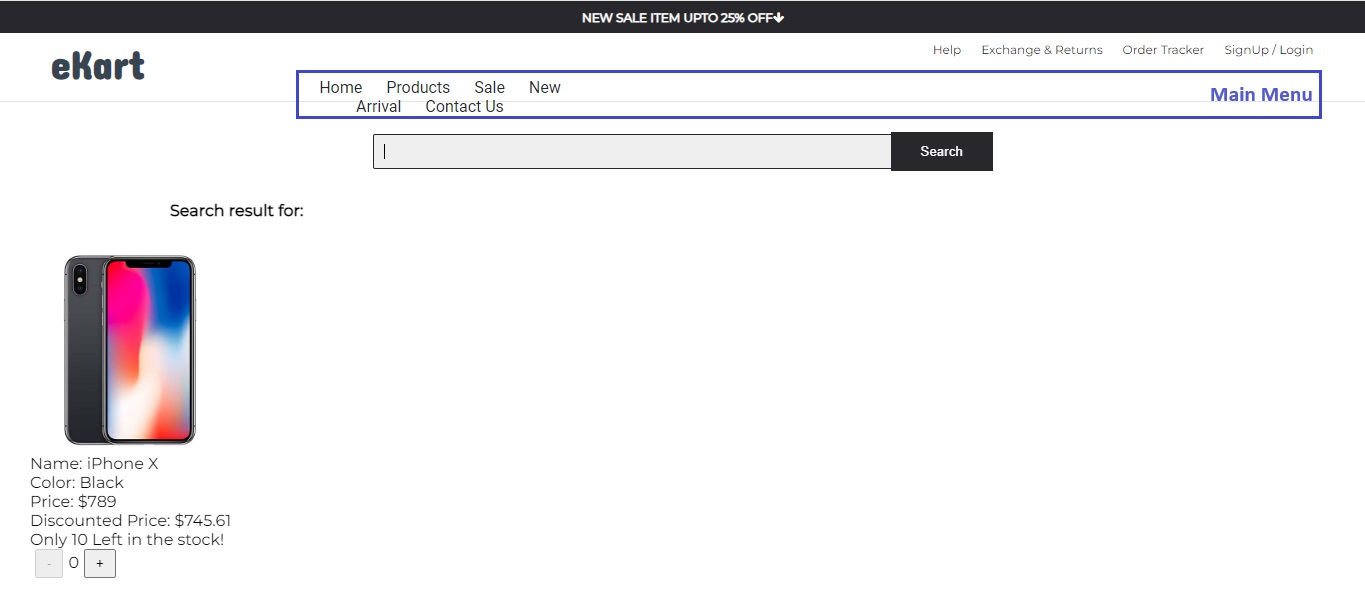 NEW SALE ITEM UPTO 25% OFF
eKart
Help Exchange & Returns Order Tracker SignUp / Login
Home Products Sale New
Arrival Contact Us
Main Menu
Search
Search result for:
Name: iPhone X
Color: Black
Price: $789
Discounted Price: $745.61
Only 10 Left in the stock!
- 0 +